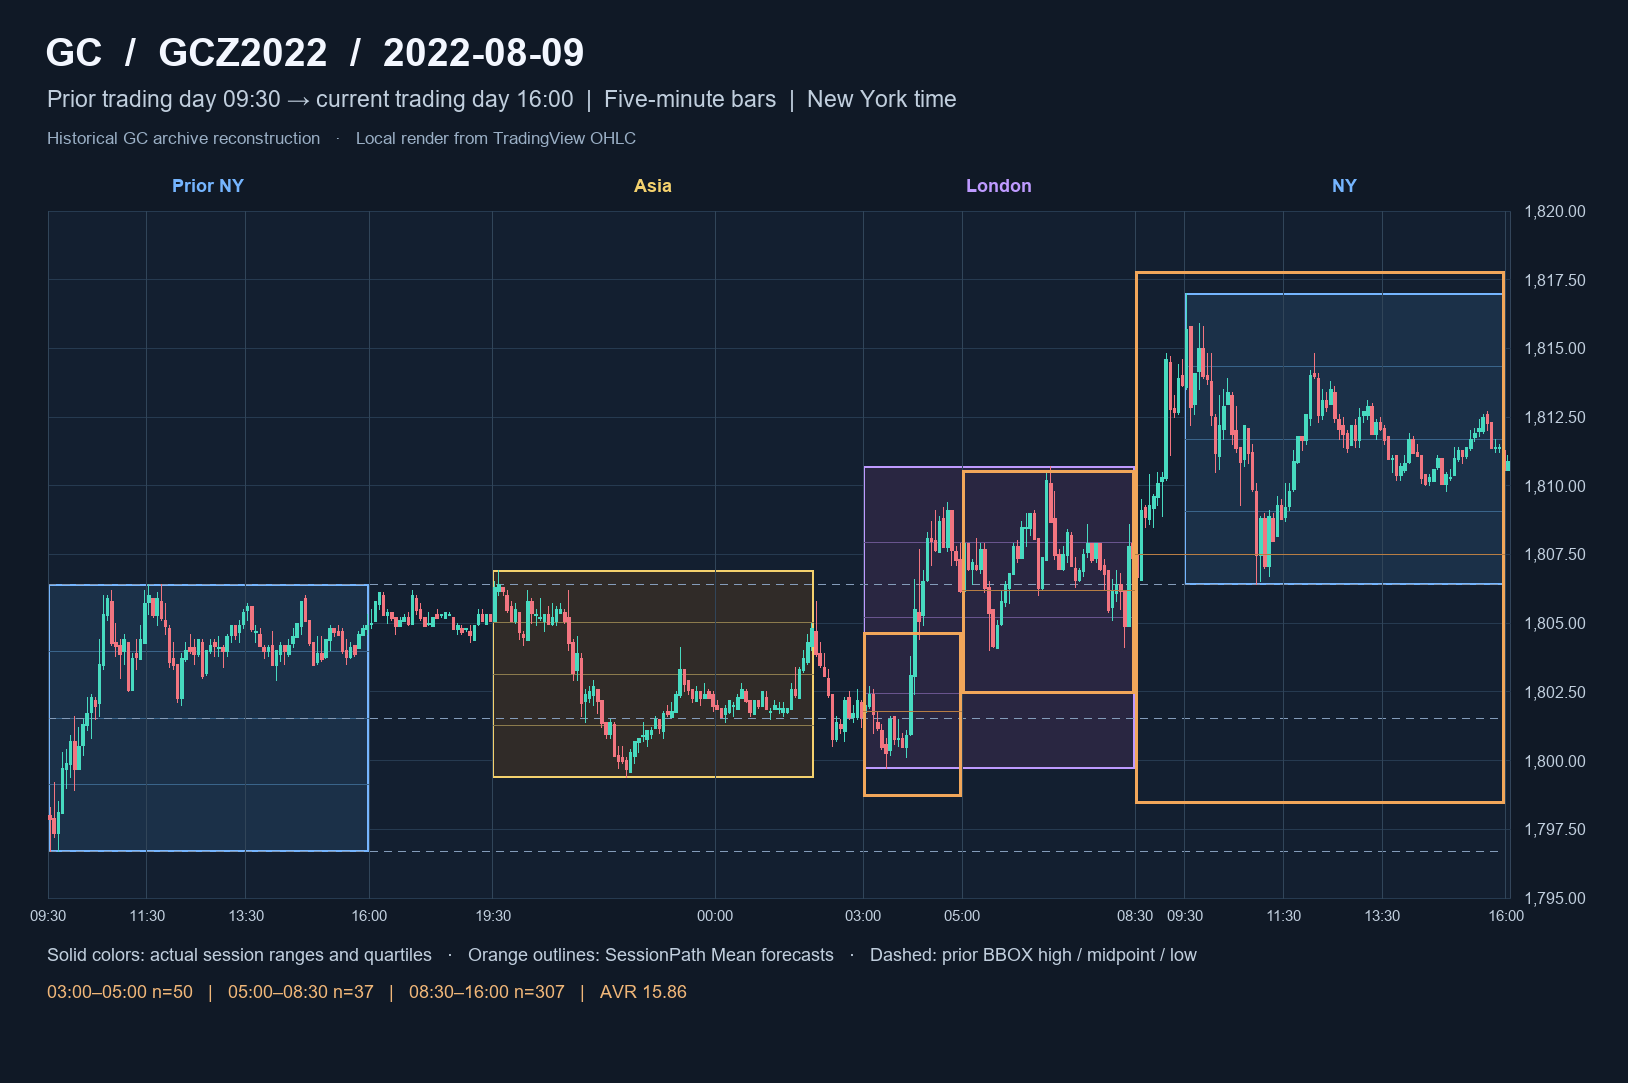 GC / GCZ2022 / 2022-08-09
Prior trading day 09:30 → current trading day 16:00 | Five-minute bars | New York time
Historical GC archive reconstruction · Local render from TradingView OHLC
Prior NY Asia London NY
1,820.00
1,817.50
1,815.00
1,812.50
1,810.00
1,807.50
1,805.00
1,802.50
1,800.00
1,797.50
1,795.00
09:30 11:30 13:30 16:00 19:30 00:00 03:00 05:00 08:30 09:30 11:30 13:30 16:00
Solid colors: actual session ranges and quartiles · Orange outlines: SessionPath Mean forecasts · Dashed: prior BBOX high / midpoint / low
03:00–05:00 n=50 | 05:00–08:30 n=37 | 08:30–16:00 n=307 | AVR 15.86